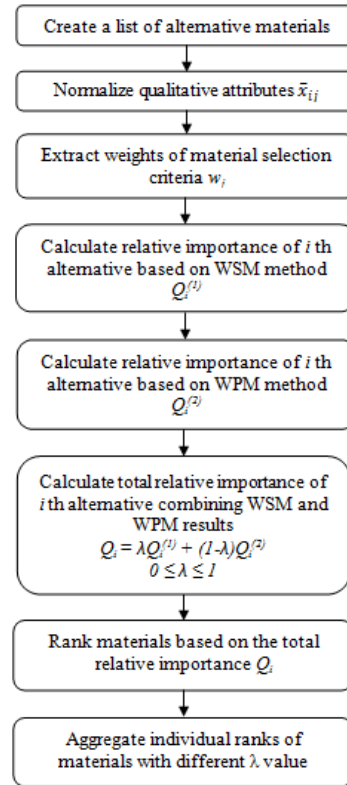 Create a list of alternative materials
Normalize qualitative attributes x̄ᵢⱼ
Extract weights of material selection
criteria wⱼ
Calculate relative importance of i th
alternative based on WSM method
Qᵢ⁽¹⁾
Calculate relative importance of i th
alternative based on WPM method
Qᵢ⁽²⁾
Calculate total relative importance of
i th alternative combining WSM and
WPM results
Qᵢ = λQᵢ⁽¹⁾ + (1-λ)Qᵢ⁽²⁾
0 ≤ λ ≤ 1
Rank materials based on the total
relative importance Qᵢ
Aggregate individual ranks of
materials with different λ value